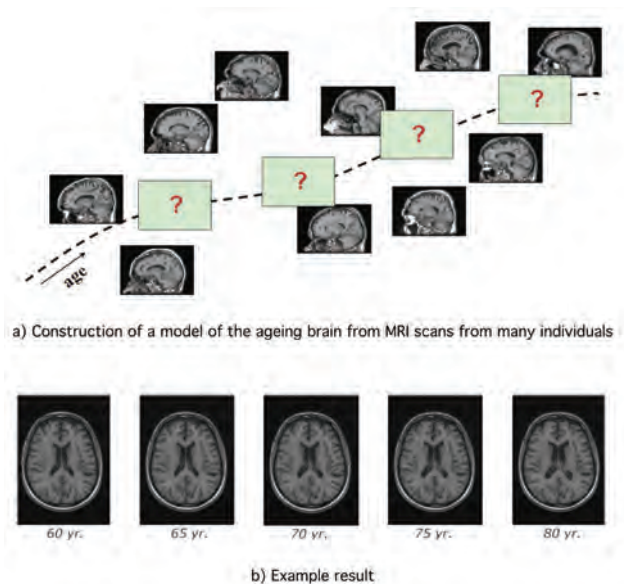 ?
?
?
?
age
a) Construction of a model of the ageing brain from MRI scans from many individuals
60 yr.
65 yr.
70 yr.
75 yr.
80 yr.
b) Example result